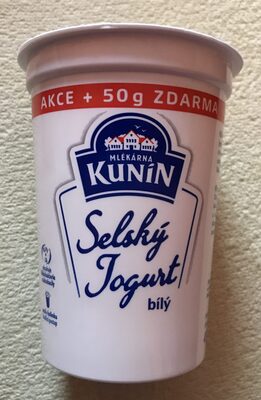 AKCE + 50g ZDARMA
MLÉKÁRNA
KUNÍN
Selský
Jogurt
bílý